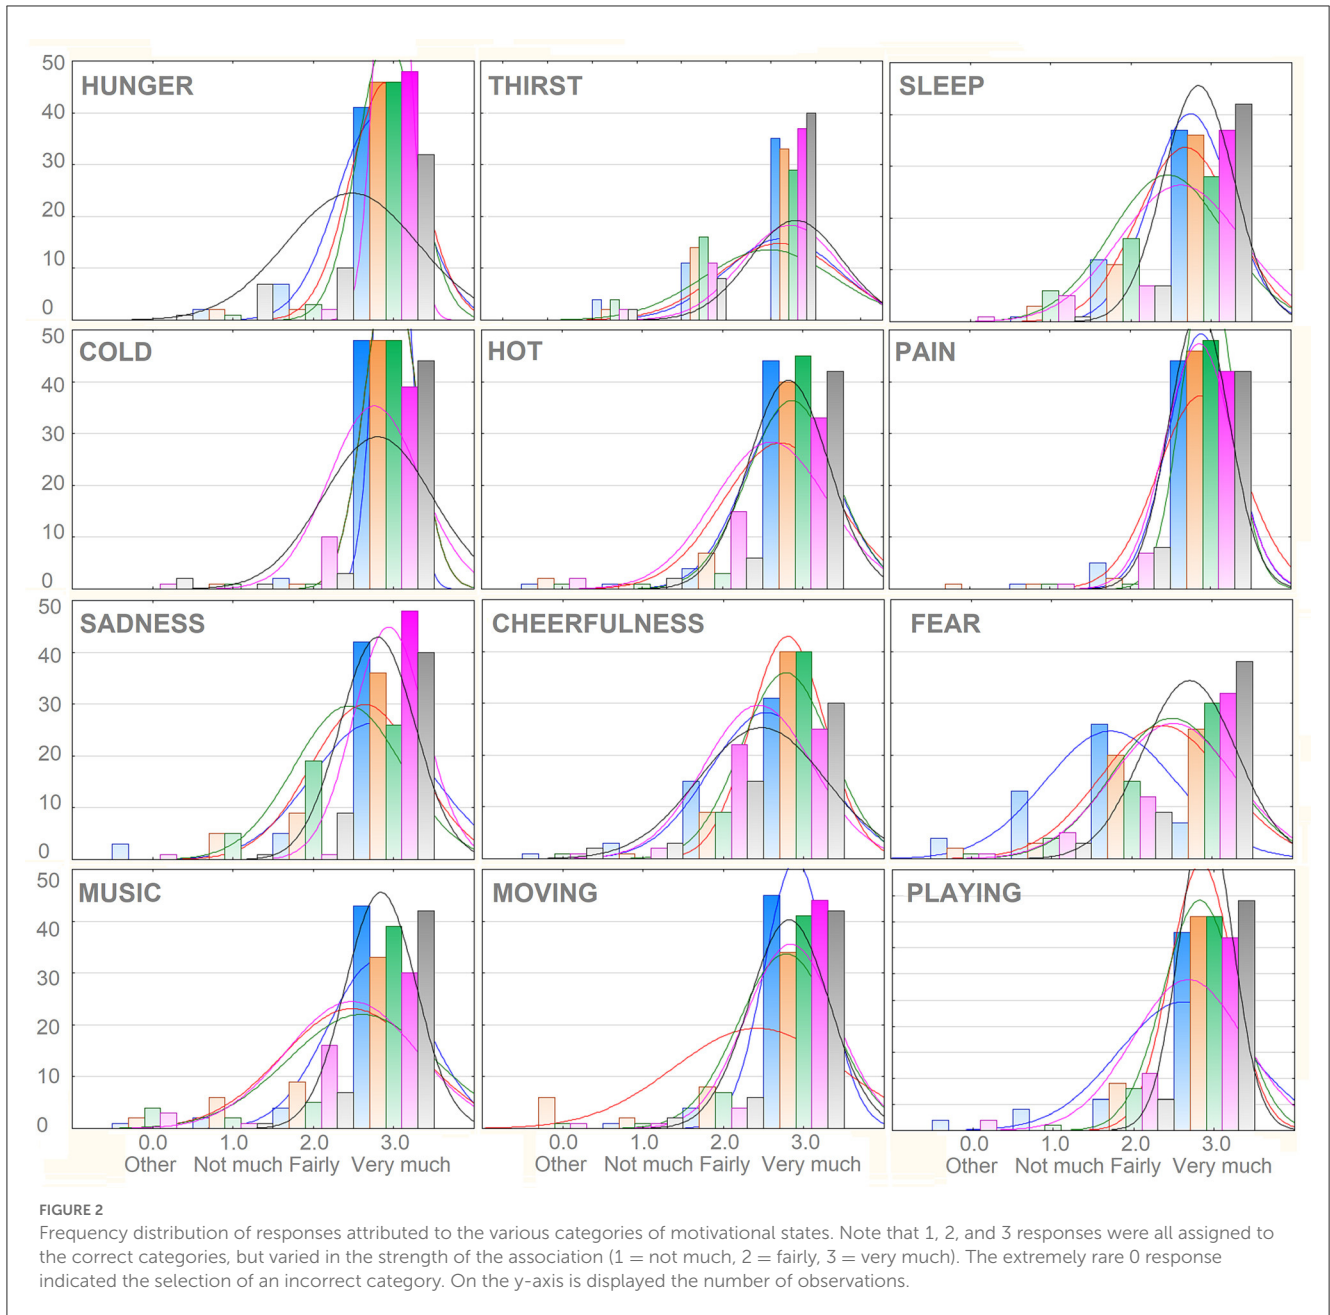 50
40
30
20
10
0
HUNGER
THIRST
SLEEP
50
40
30
20
10
0
COLD
HOT
PAIN
50
40
30
20
10
0
SADNESS
CHEERFULNESS
FEAR
50
40
30
20
10
0
MUSIC
MOVING
PLAYING
0.0 1.0 2.0 3.0 0.0 1.0 2.0 3.0 0.0 1.0 2.0 3.0
Other Not much Fairly Very much Other Not much Fairly Very much Other Not much Fairly Very much
FIGURE 2
Frequency distribution of responses attributed to the various categories of motivational states. Note that 1, 2, and 3 responses were all assigned to
the correct categories, but varied in the strength of the association (1 = not much, 2 = fairly, 3 = very much). The extremely rare 0 response
indicated the selection of an incorrect category. On the y-axis is displayed the number of observations.